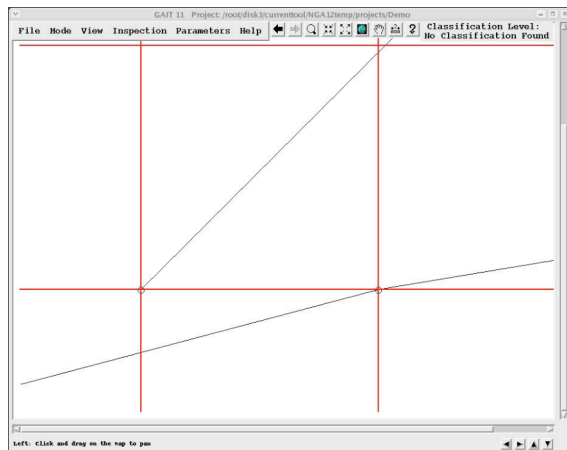 GAIT 11 Project: /root/disk3/currenttool/NGA12temp/projects/Demo
File Mode View Inspection Parameters Help
Classification Level:
No Classification Found
Left: Click and drag on the map to pan